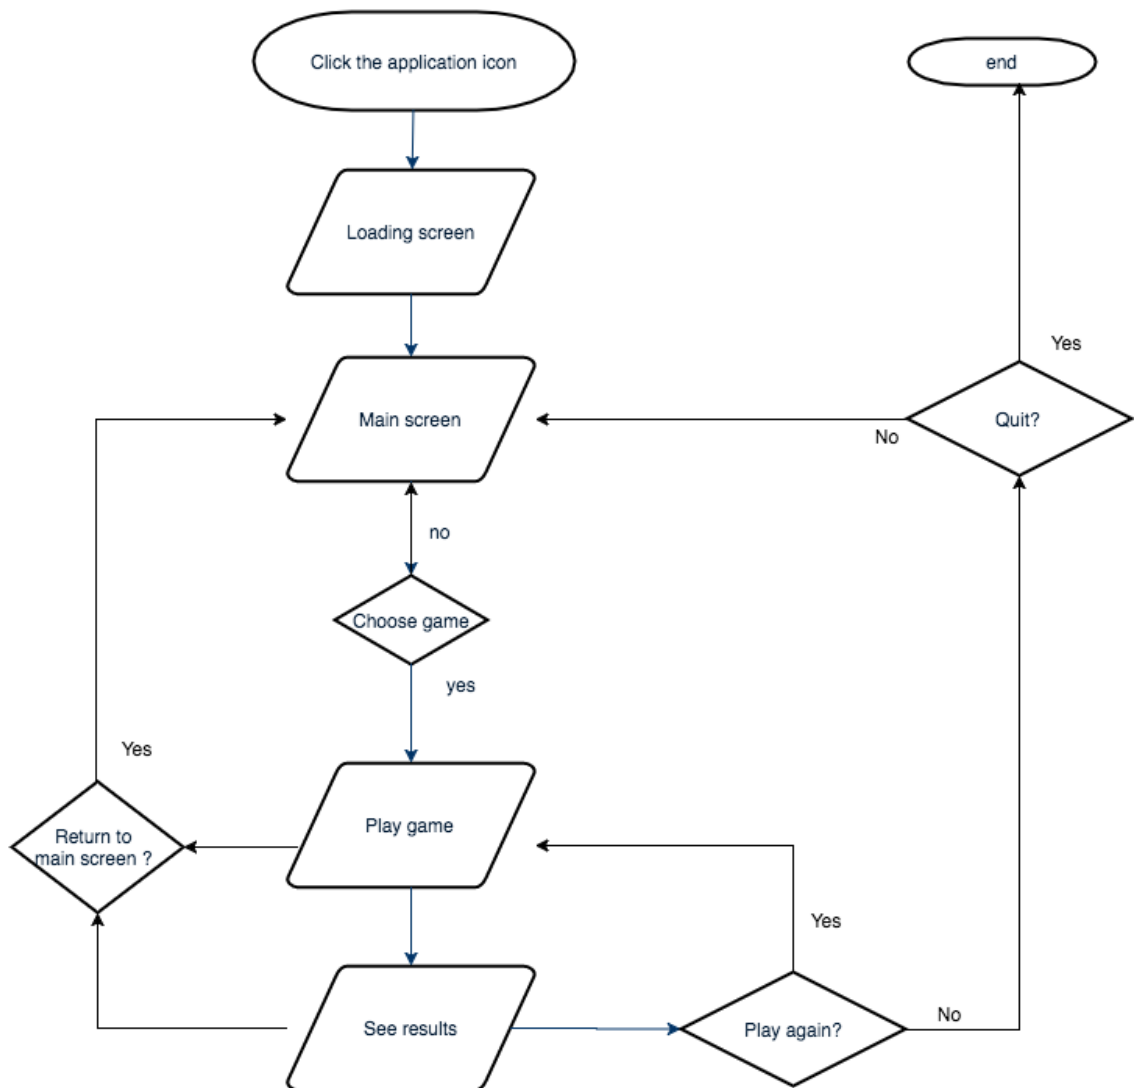 Click the application icon
end
Loading screen
Yes
Main screen
Quit?
No
no
Choose game
yes
Yes
Play game
Return to
main screen ?
Yes
See results
Play again?
No